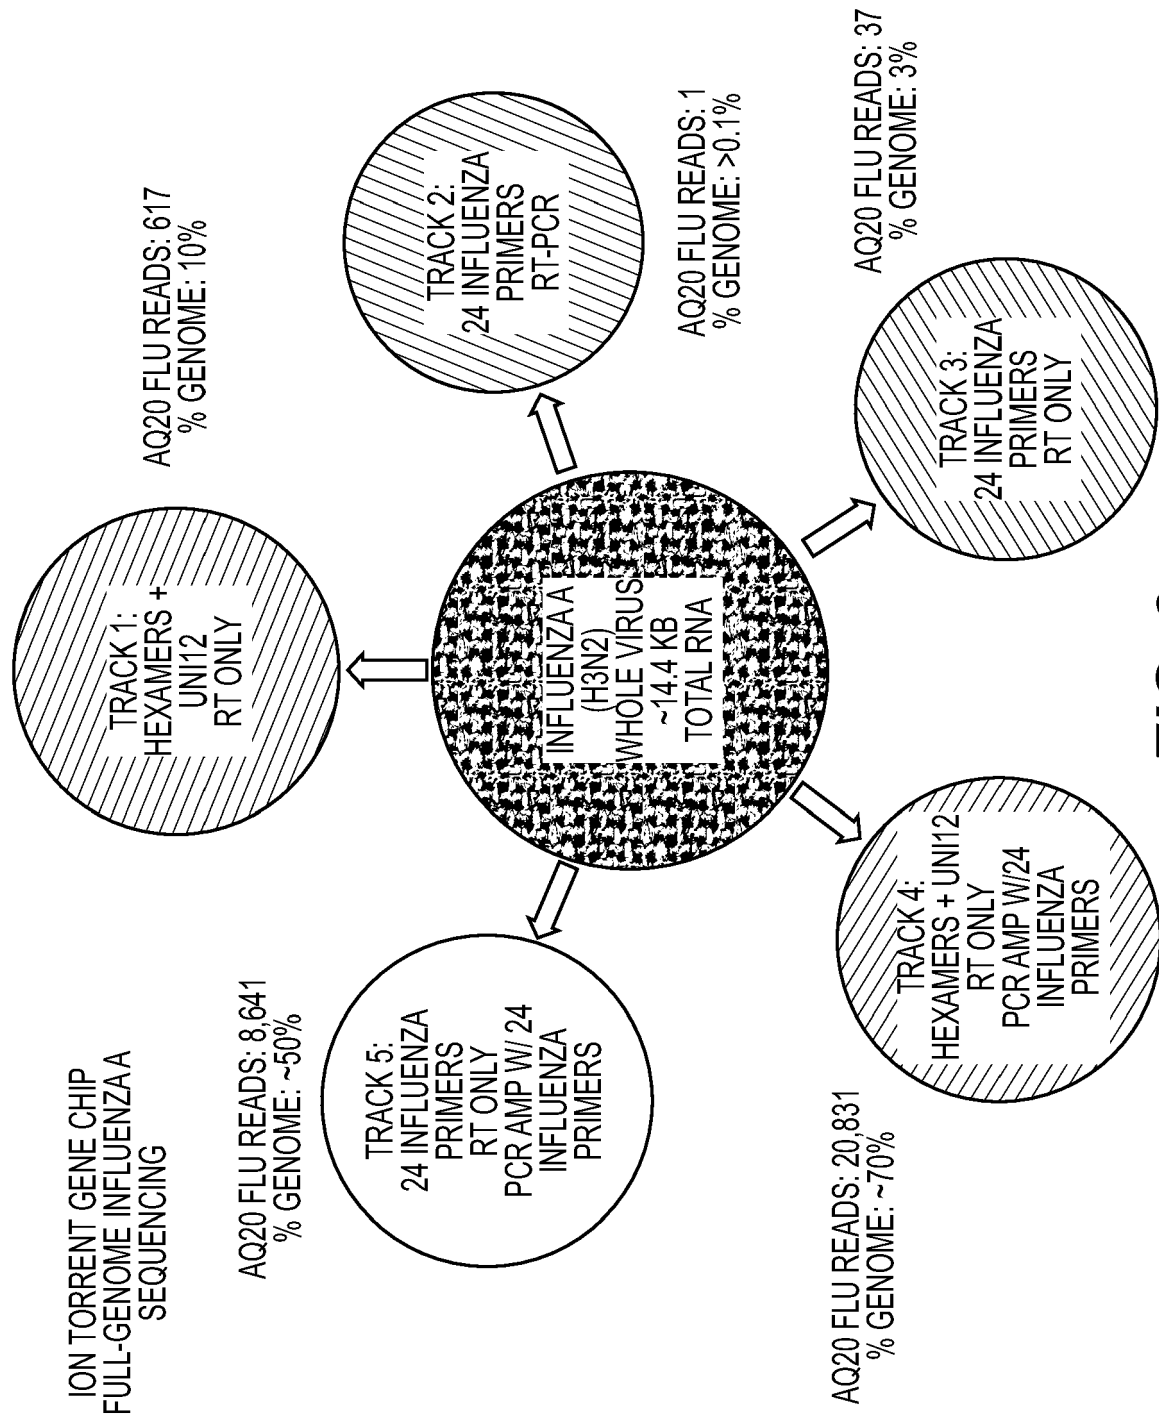 ION TORRENT GENE CHIP
FULL-GENOME INFLUENZA A
SEQUENCING
AQ20 FLU READS: 8,641
% GENOME: ~50%
TRACK 5:
24 INFLUENZA
PRIMERS
RT ONLY
PCR AMP W/ 24
INFLUENZA
PRIMERS
TRACK 1:
HEXAMERS +
UNI12
RT ONLY
AQ20 FLU READS: 617
% GENOME: 10%
TRACK 2:
24 INFLUENZA
PRIMERS
RT-PCR
AQ20 FLU READS: 1
% GENOME: >0.1%
INFLUENZA A
(H3N2)
WHOLE VIRUS
~14.4 KB
TOTAL RNA
AQ20 FLU READS: 20,831
% GENOME: ~70%
TRACK 4:
HEXAMERS + UNI12
RT ONLY
PCR AMP W/24
INFLUENZA
PRIMERS
TRACK 3:
24 INFLUENZA
PRIMERS
RT ONLY
AQ20 FLU READS: 37
% GENOME: 3%